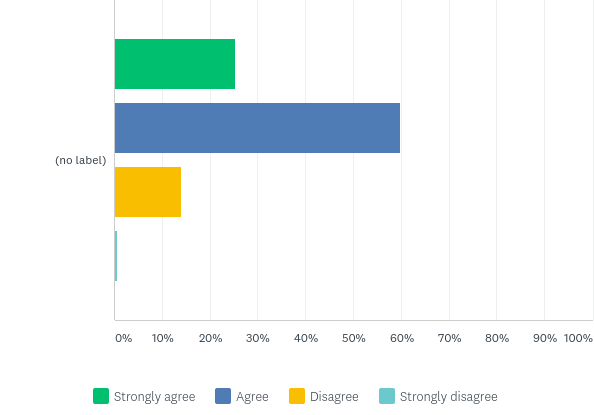 (no label)
0% 10% 20% 30% 40% 50% 60% 70% 80% 90% 100%
Strongly agree Agree Disagree Strongly disagree